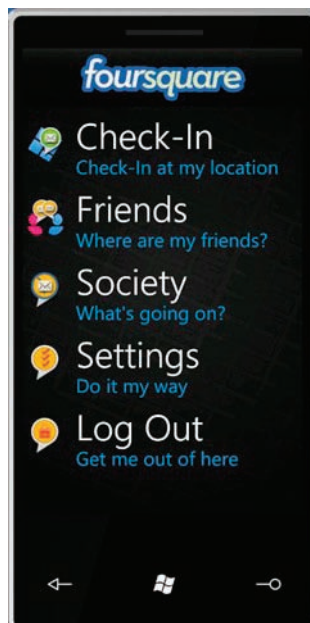 foursquare
Check-In
Check-In at my location
Friends
Where are my friends?
Society
What's going on?
Settings
Do it my way
Log Out
Get me out of here